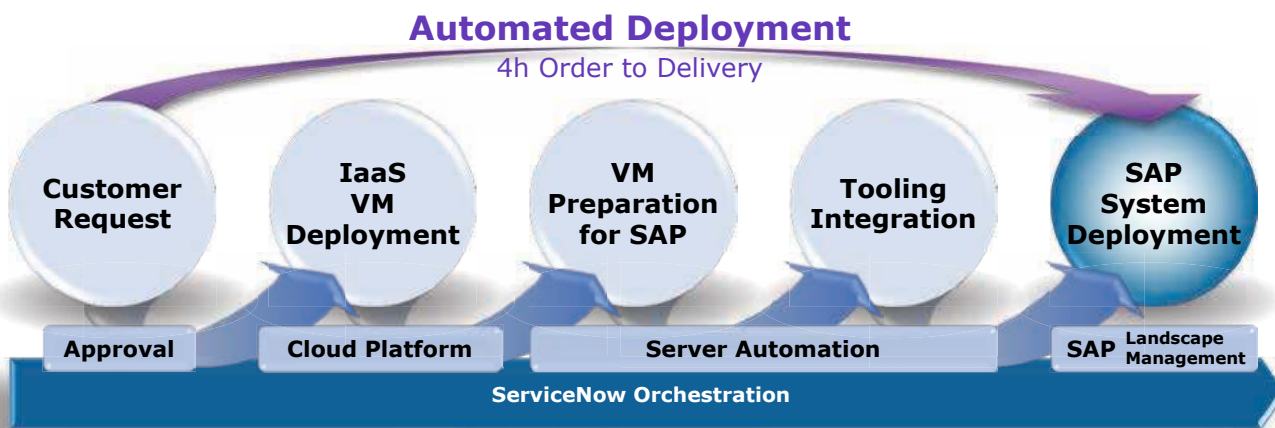 Automated Deployment
4h Order to Delivery
Customer
Request
IaaS
VM
Deployment
VM
Preparation
for SAP
Tooling
Integration
SAP
System
Deployment
Approval
Cloud Platform
Server Automation
SAP Landscape
Management
ServiceNow Orchestration